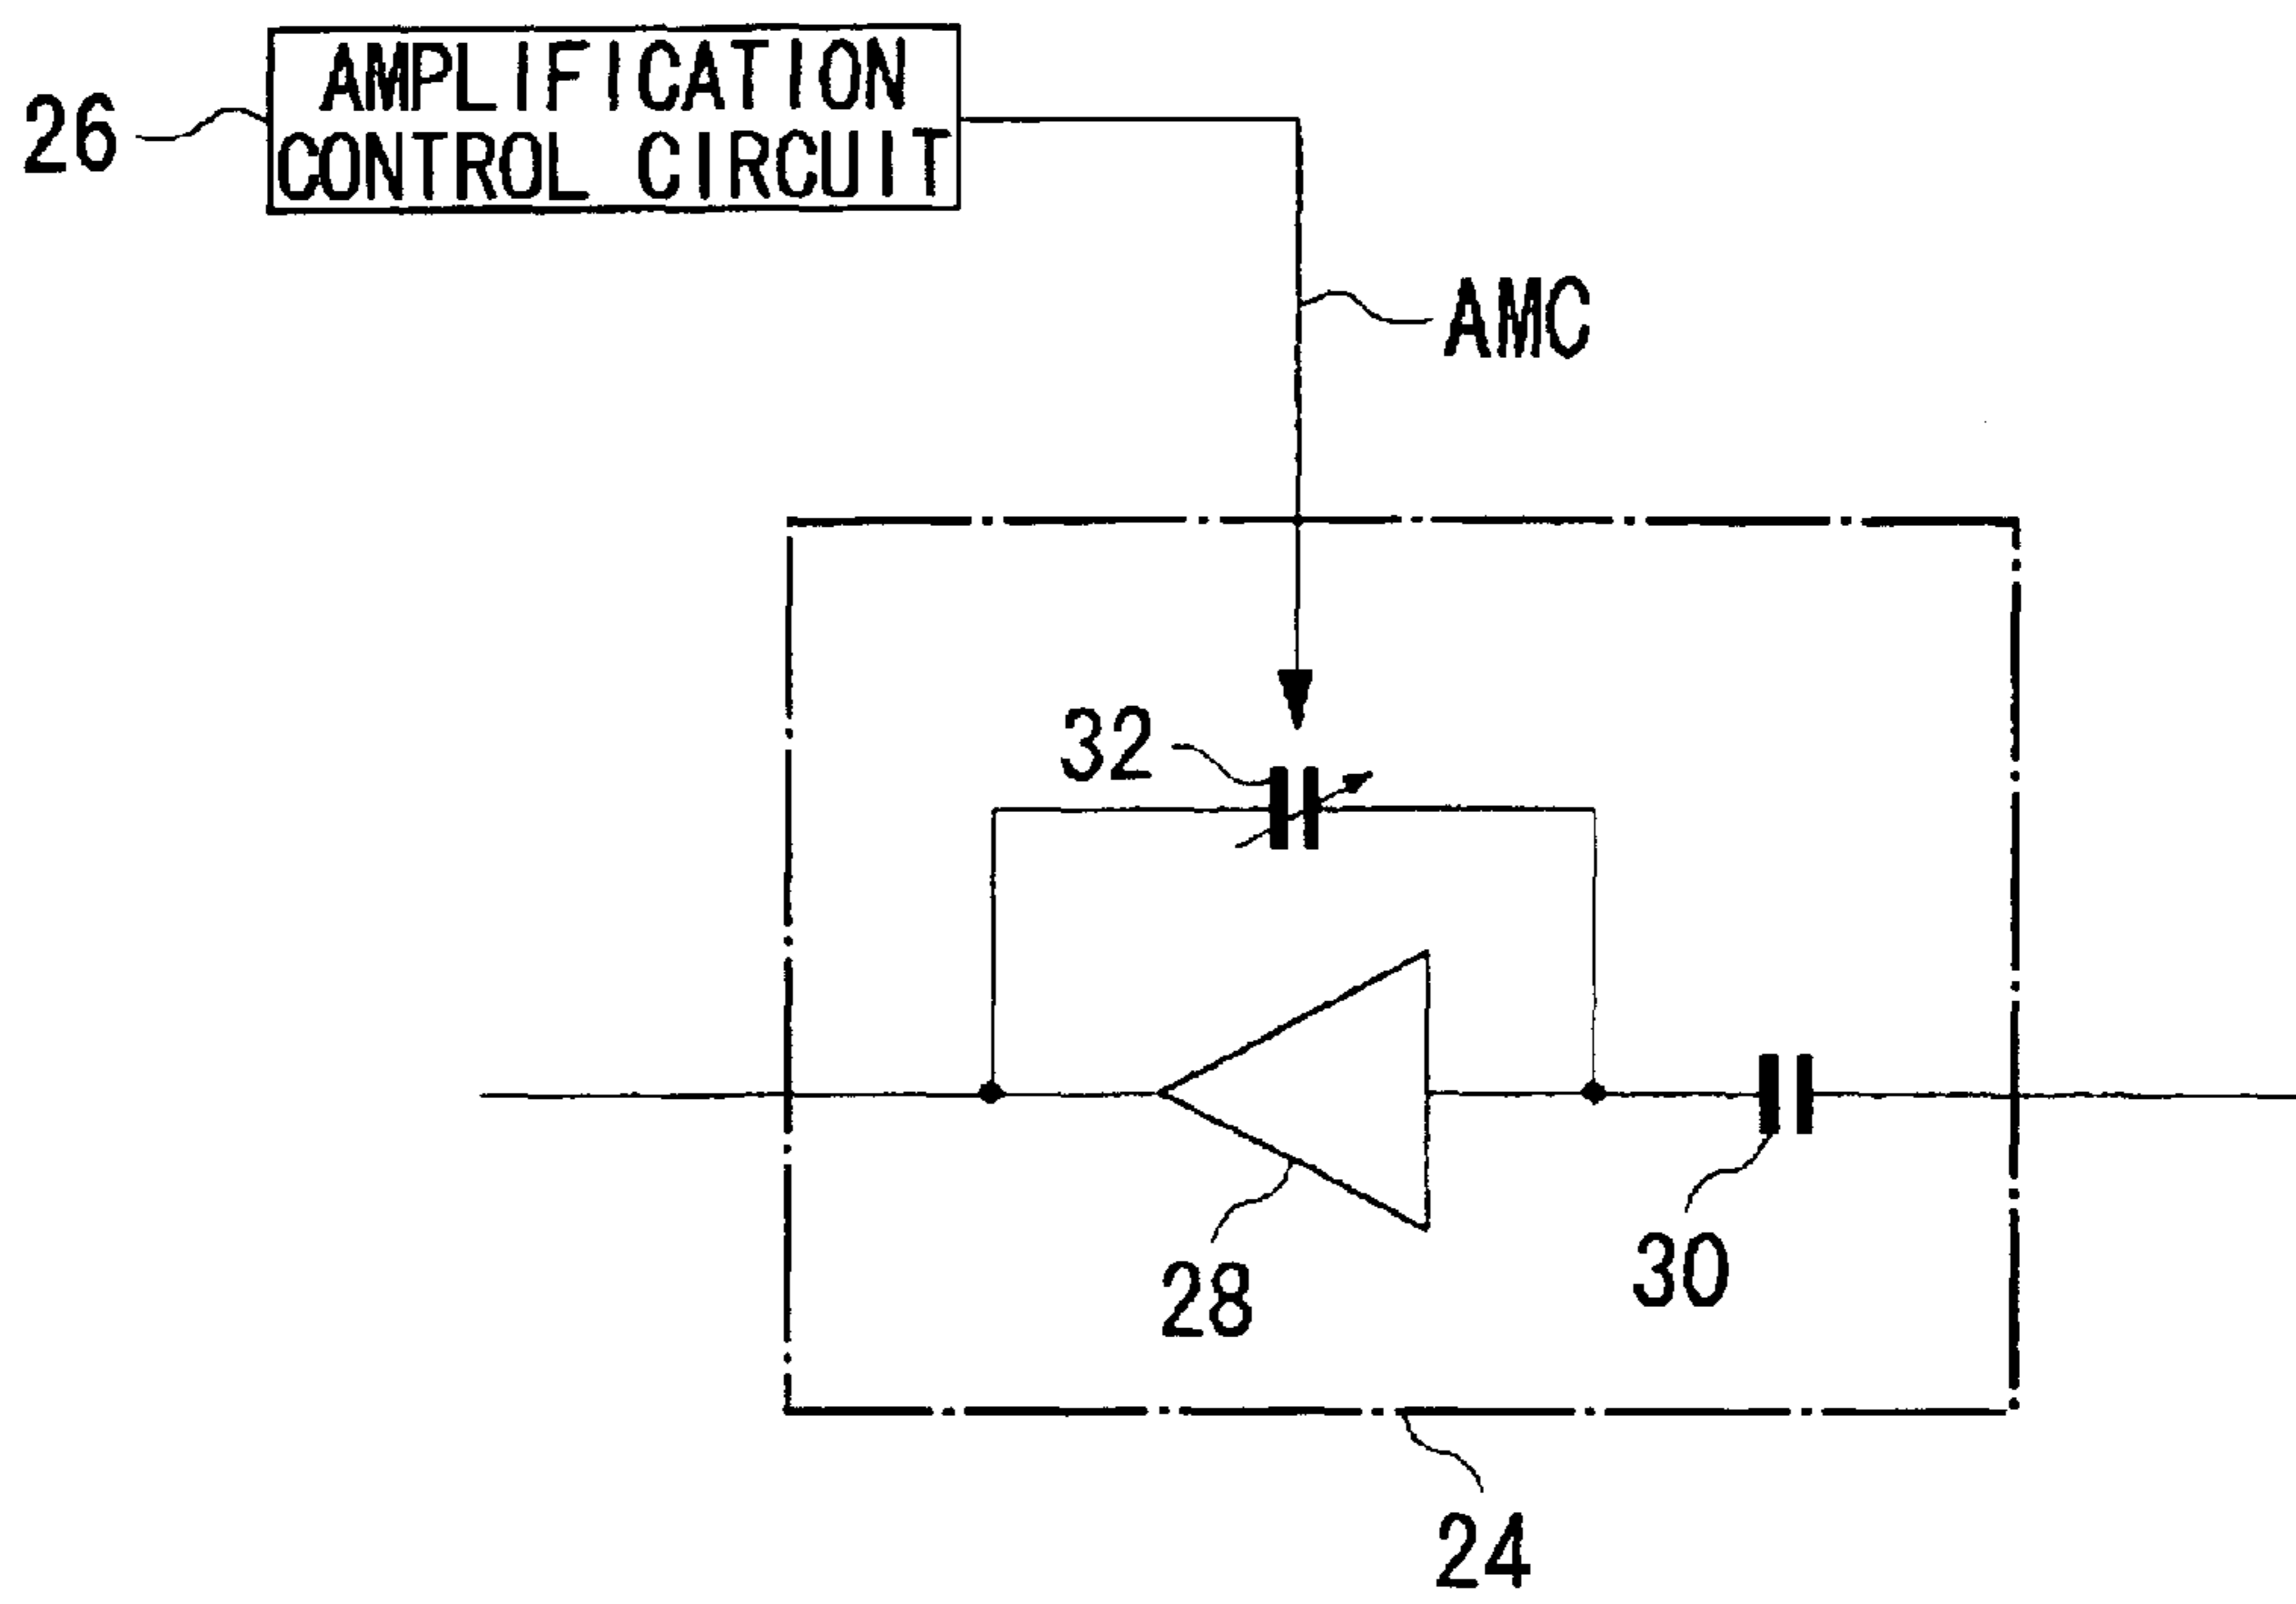 AMPLIFICATION
CONTROL CIRCUIT
26
AMC
32
28
30
24